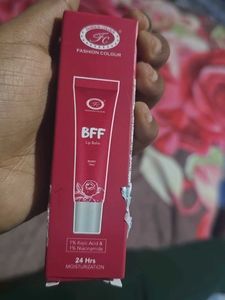 FASHION COLOUR
BFF
Lip Balm
1% Kojic Acid &
1% Niacinamide
24 Hrs
MOISTURIZATION